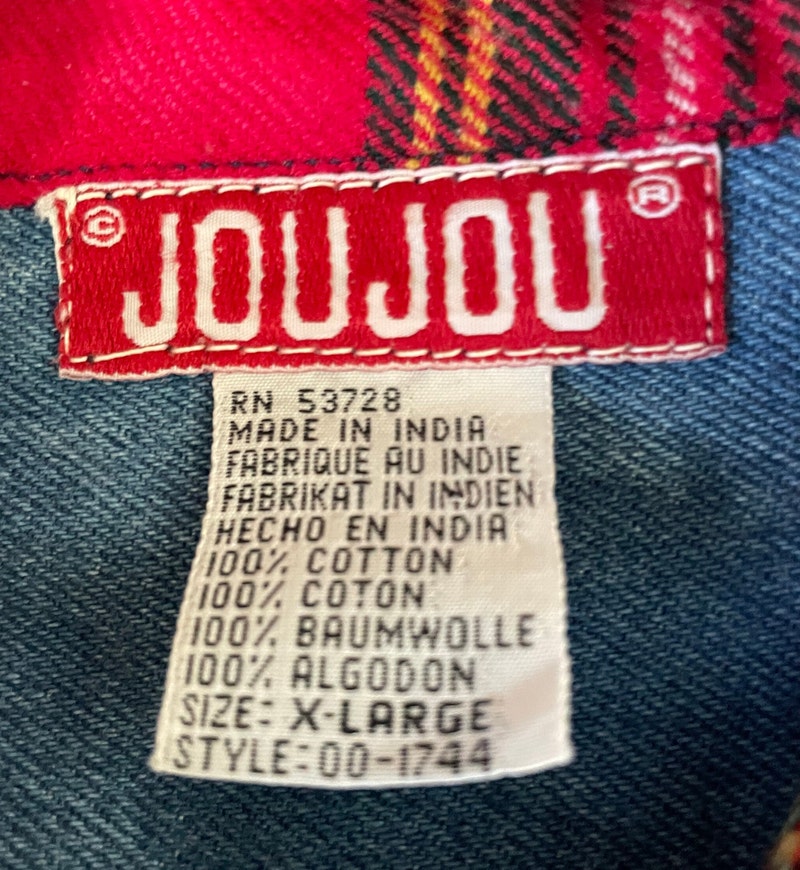 © JOUJOU ®
RN 53728
MADE IN INDIA
FABRIQUE AU INDIE
FABRIKAT IN INDIEN
HECHO EN INDIA
100% COTTON
100% COTON
100% BAUMWOLLE
100% ALGODON
SIZE: X-LARGE
STYLE: 00-1744